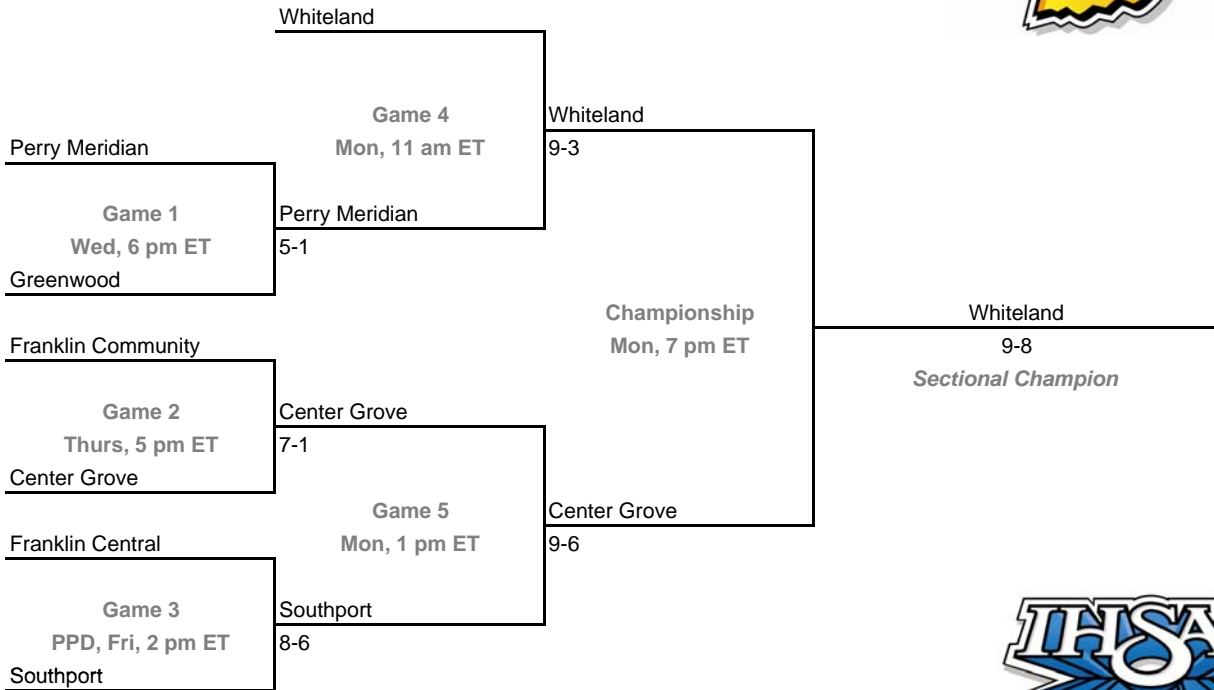 Whiteland
Game 4
Mon, 11 am ET
Whiteland
9-3
Perry Meridian
Game 1
Wed, 6 pm ET
Perry Meridian
5-1
Greenwood
Championship
Mon, 7 pm ET
Whiteland
9-8
Sectional Champion
Franklin Community
Game 2
Thurs, 5 pm ET
Center Grove
7-1
Center Grove
Game 5
Mon, 1 pm ET
Center Grove
9-6
Franklin Central
Game 3
PPD, Fri, 2 pm ET
Southport
8-6
Southport
IHSA